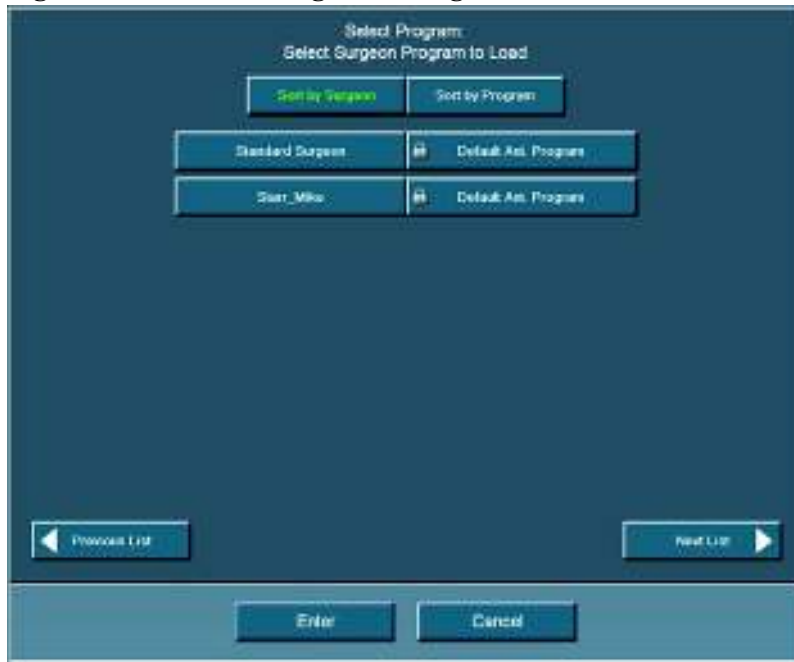 Select Program:
Select Surgeon Program to Load
Sort by Surgeon Sort by Program
Standard Surgeon Default Ant. Program
Starr_Mike Default Ant. Program
Previous List Next List
Enter Cancel